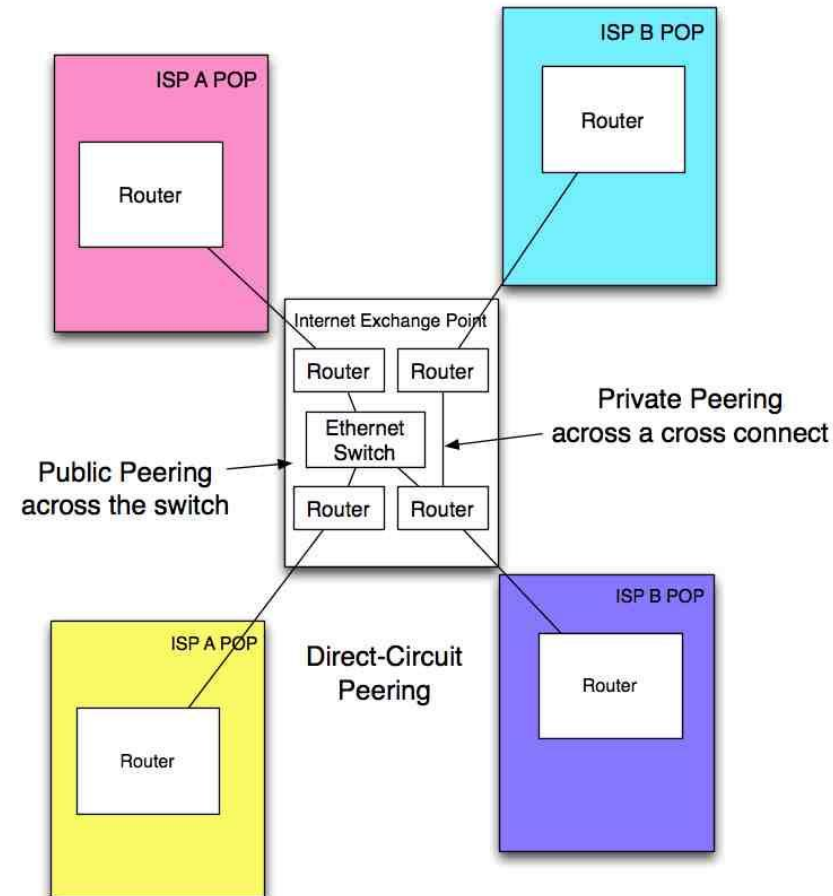 ISP B POP
ISP A POP
Router
Router
Internet Exchange Point
Router
Router
Private Peering
across a cross connect
Ethernet
Switch
Public Peering
across the switch
Router
Router
ISP B POP
ISP A POP
Direct-Circuit
Peering
Router
Router